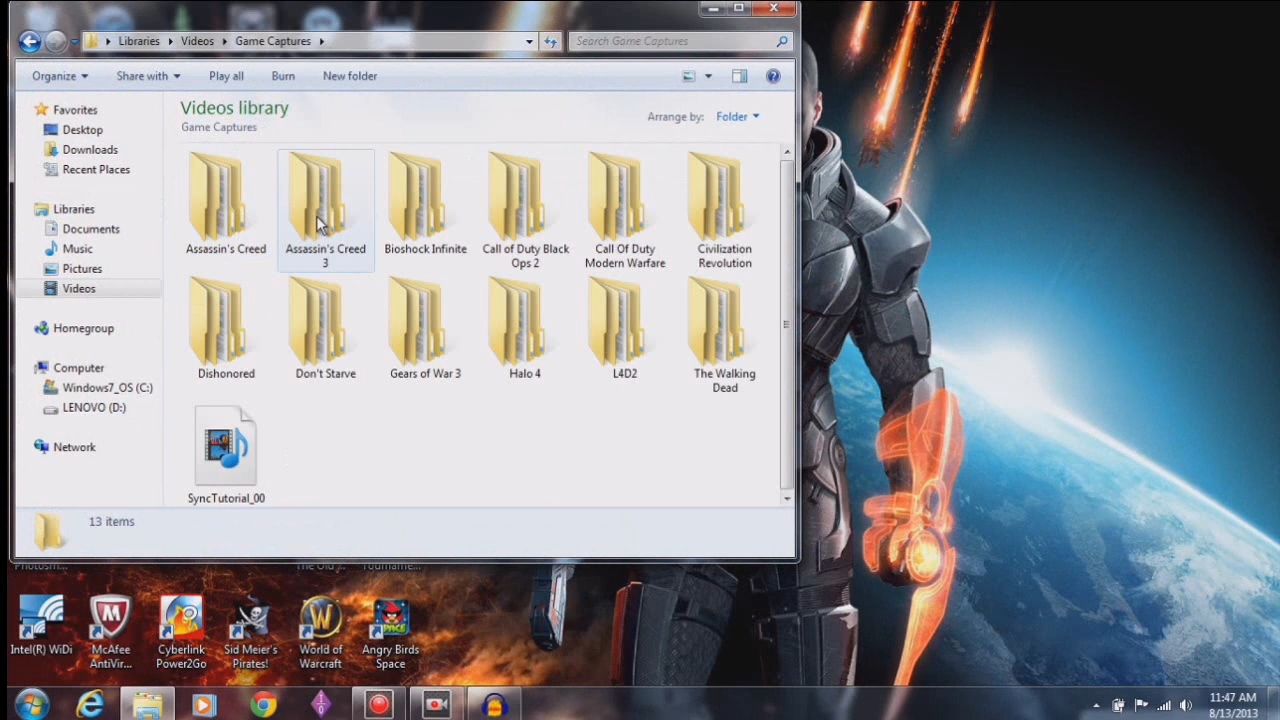 Libraries Videos Game Captures
Search Game Captures
Organize Share with Play all Burn New folder
Favorites
Desktop
Downloads
Recent Places
Libraries
Documents
Music
Pictures
Videos
Homegroup
Computer
Windows7_OS (C:)
LENOVO (D:)
Network
Videos library
Game Captures
Arrange by: Folder
Assassin's Creed
Assassin's Creed
3
Bioshock Infinite
Call of Duty Black
Ops 2
Call Of Duty
Modern Warfare
Civilization
Revolution
Dishonored
Don't Starve
Gears of War 3
Halo 4
L4D2
The Walking
Dead
SyncTutorial_00
13 items
Photosm...
The Old ...
Tourname...
Intel(R) WiDi
McAfee
AntiVir...
Cyberlink
Power2Go
Sid Meier's
Pirates!
World of
Warcraft
Angry Birds
Space
11:47 AM
8/13/2013